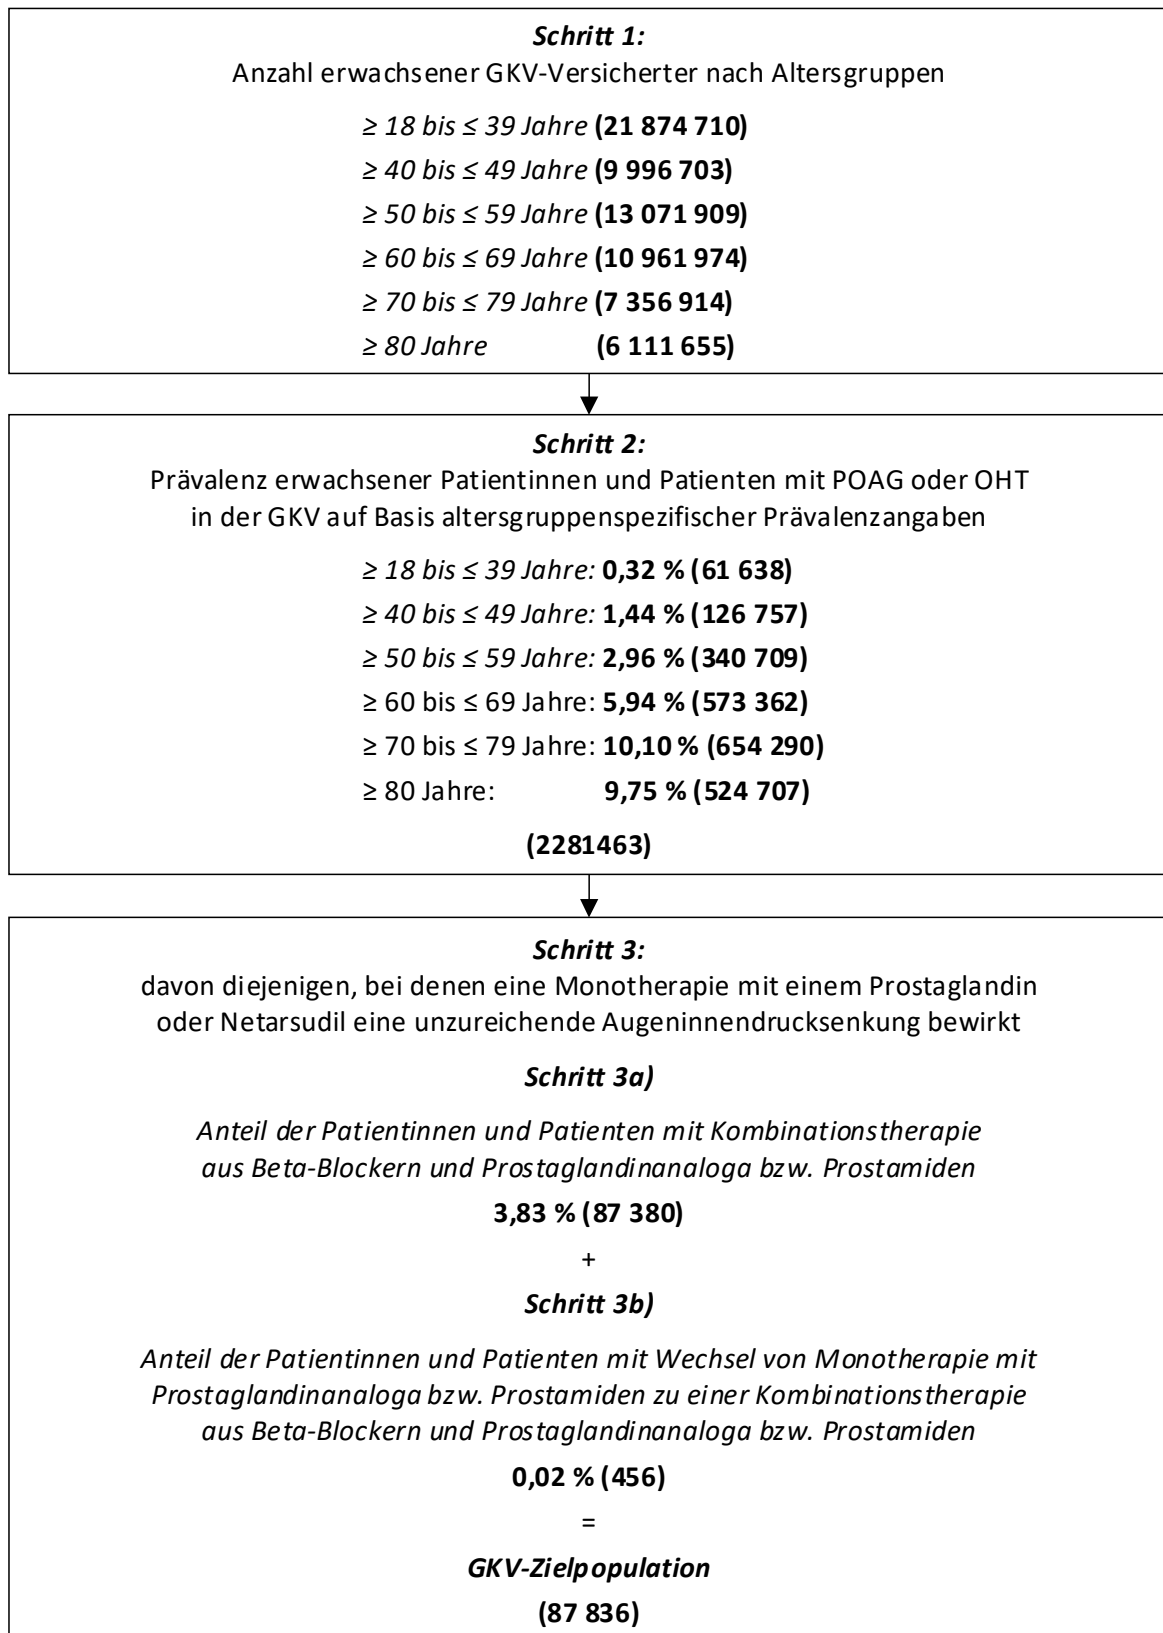 Schritt 1:
Anzahl erwachsener GKV-Versicherter nach Altersgruppen
≥ 18 bis ≤ 39 Jahre (21 874 710)
≥ 40 bis ≤ 49 Jahre (9 996 703)
≥ 50 bis ≤ 59 Jahre (13 071 909)
≥ 60 bis ≤ 69 Jahre (10 961 974)
≥ 70 bis ≤ 79 Jahre (7 356 914)
≥ 80 Jahre (6 111 655)
Schritt 2:
Prävalenz erwachsener Patientinnen und Patienten mit POAG oder OHT
in der GKV auf Basis altersgruppenspezifischer Prävalenzangaben
≥ 18 bis ≤ 39 Jahre: 0,32 % (61 638)
≥ 40 bis ≤ 49 Jahre: 1,44 % (126 757)
≥ 50 bis ≤ 59 Jahre: 2,96 % (340 709)
≥ 60 bis ≤ 69 Jahre: 5,94 % (573 362)
≥ 70 bis ≤ 79 Jahre: 10,10 % (654 290)
≥ 80 Jahre: 9,75 % (524 707)
(2281463)
Schritt 3:
davon diejenigen, bei denen eine Monotherapie mit einem Prostaglandin
oder Netarsudil eine unzureichende Augeninnendrucksenkung bewirkt
Schritt 3a)
Anteil der Patientinnen und Patienten mit Kombinationstherapie
aus Beta-Blockern und Prostaglandinanaloga bzw. Prostamiden
3,83 % (87 380)
+
Schritt 3b)
Anteil der Patientinnen und Patienten mit Wechsel von Monotherapie mit
Prostaglandinanaloga bzw. Prostamiden zu einer Kombinationstherapie
aus Beta-Blockern und Prostaglandinanaloga bzw. Prostamiden
0,02 % (456)
=
GKV-Zielpopulation
(87 836)